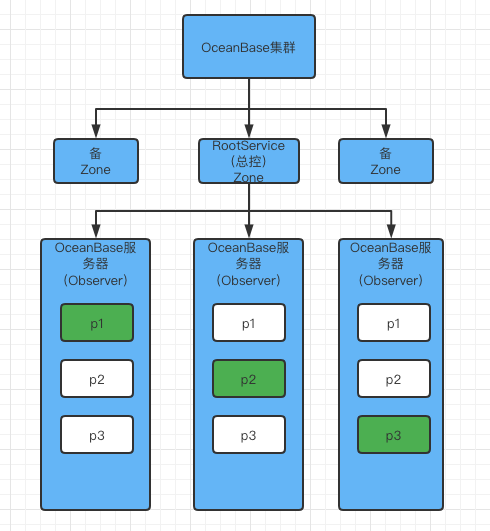 OceanBase集群
备
Zone
RootService
（总控）
Zone
备
Zone
OceanBase服
务器
（Observer）
p1
p2
p3
OceanBase服
务器
（Observer）
p1
p2
p3
OceanBase服
务器
（Observer）
p1
p2
p3